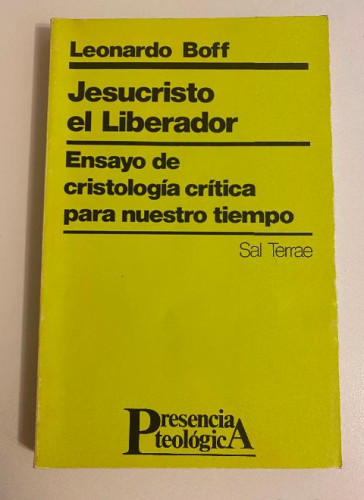 Leonardo Boff
Jesucristo
el Liberador
Ensayo de
cristología crítica
para nuestro tiempo
Sal Terrae
Presencia
teológicA